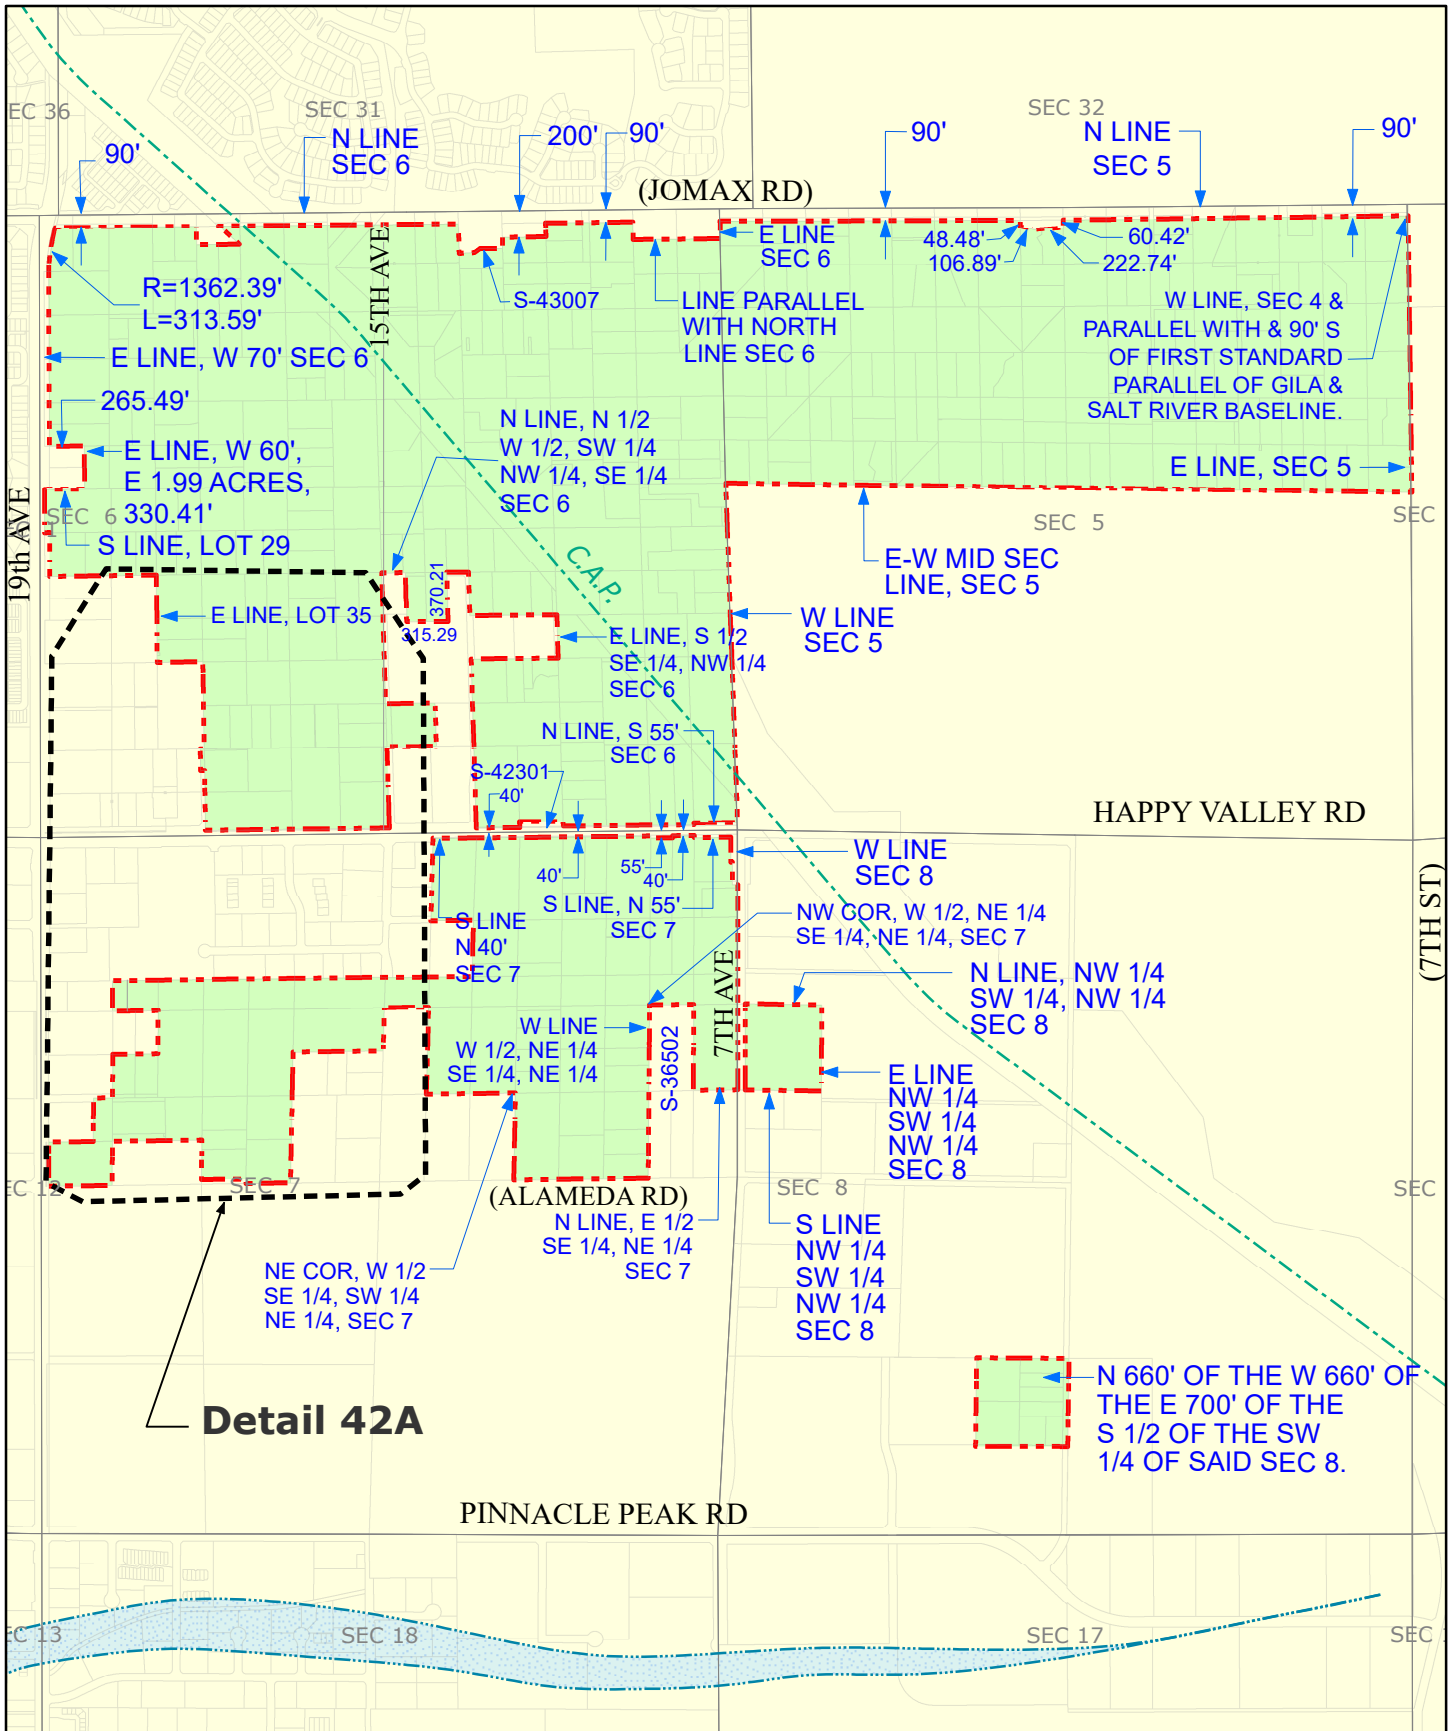 EC 36
SEC 31
SEC 32
90'
N LINE
SEC 6
200'
90'
90'
N LINE
SEC 5
90'
(JOMAX RD)
E LINE
SEC 6
48.48'
106.89'
60.42'
222.74'
R=1362.39'
L=313.59'
15TH AVE
S-43007
LINE PARALLEL
WITH NORTH
LINE SEC 6
W LINE, SEC 4 &
PARALLEL WITH & 90' S
OF FIRST STANDARD
PARALLEL OF GILA &
SALT RIVER BASELINE.
E LINE, W 70' SEC 6
265.49'
E LINE, W 60',
E 1.99 ACRES,
330.41'
S LINE, LOT 29
N LINE, N 1/2
W 1/2, SW 1/4
NW 1/4, SE 1/4
SEC 6
E LINE, SEC 5
19th AVE
SEC 6
SEC 5
SEC
E-W MID SEC
LINE, SEC 5
C.A.P.
E LINE, LOT 35
370.21
315.29
E LINE, S 1/2
SE 1/4, NW 1/4
SEC 6
W LINE
SEC 5
N LINE, S 55'
SEC 6
S-42301
40'
HAPPY VALLEY RD
W LINE
SEC 8
40'
55'
40'
S LINE, N 55'
SEC 7
S LINE
N 40'
SEC 7
NW COR, W 1/2, NE 1/4
SE 1/4, NE 1/4, SEC 7
(7TH ST)
7TH AVE
N LINE, NW 1/4
SW 1/4, NW 1/4
SEC 8
W LINE
W 1/2, NE 1/4
SE 1/4, NE 1/4
S-36502
E LINE
NW 1/4
SW 1/4
NW 1/4
SEC 8
EC 12
SEC 7
SEC 8
SEC
(ALAMEDA RD)
N LINE, E 1/2
SE 1/4, NE 1/4
SEC 7
S LINE
NW 1/4
SW 1/4
NW 1/4
SEC 8
NE COR, W 1/2
SE 1/4, SW 1/4
NE 1/4, SEC 7
N 660' OF THE W 660' OF
THE E 700' OF THE
S 1/2 OF THE SW
1/4 OF SAID SEC 8.
Detail 42A
PINNACLE PEAK RD
EC 13
SEC 18
SEC 17
SEC